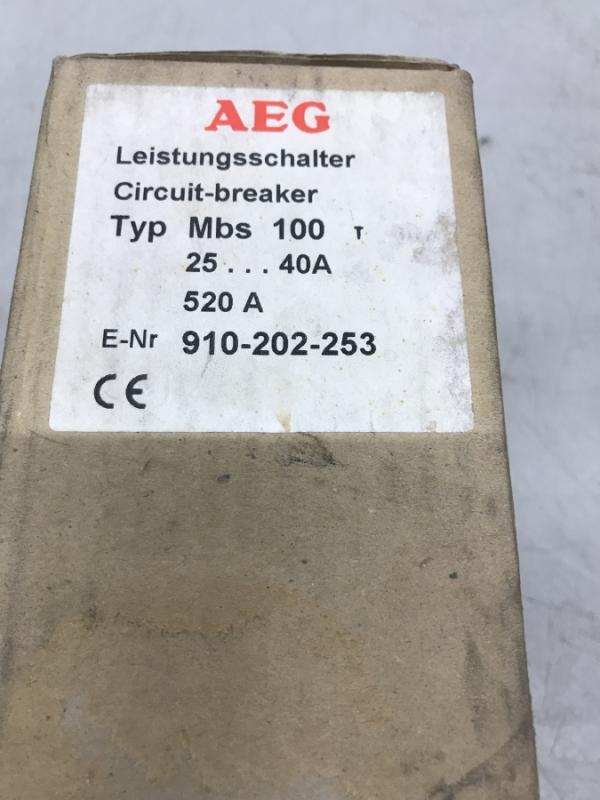 AEG
Leistungsschalter
Circuit-breaker
Typ Mbs 100 T
25 . . . 40A
520 A
E-Nr 910-202-253
CE